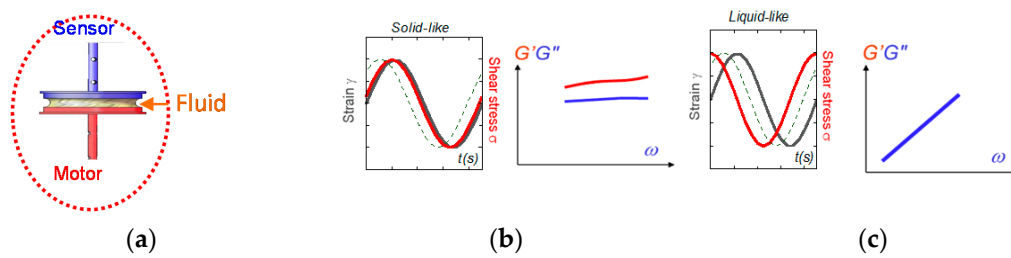 Sensor
Fluid
Motor
(a)
Solid-like
Strain γ
Shear stress σ
t(s)
G’G”
ω
(b)
Liquid-like
Strain γ
Shear stress σ
t(s)
G’G”
ω
(c)